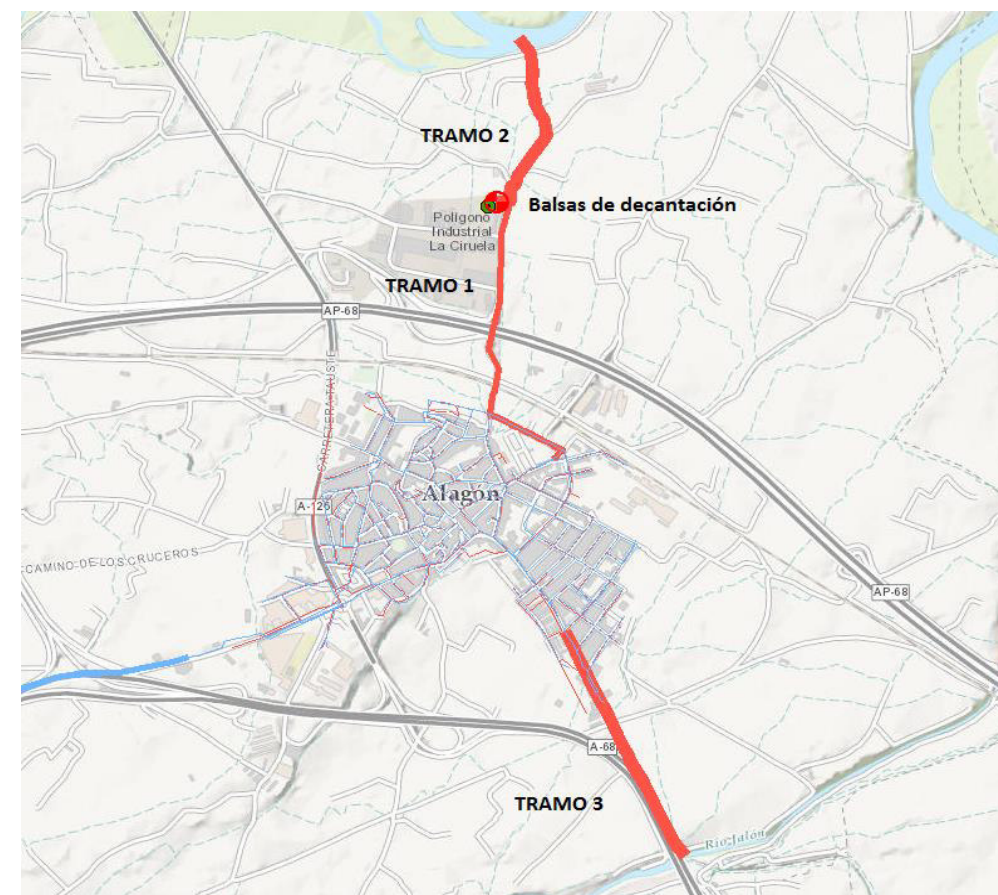 TRAMO 2
Balsas de decantación
Polígono
Industrial
La Ciruela
TRAMO 1
AP-68
CARRETERA TAUSTE
Alagón
A-126
CAMINO DE LOS CRUCEROS
AP-68
A-68
TRAMO 3
Río Jalón